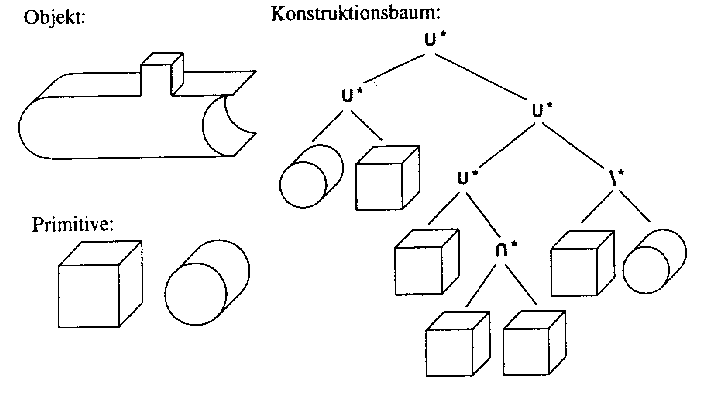 Objekt:
Konstruktionsbaum:
∪*
∪*
∪*
∪*
\*
∩*
Primitive: